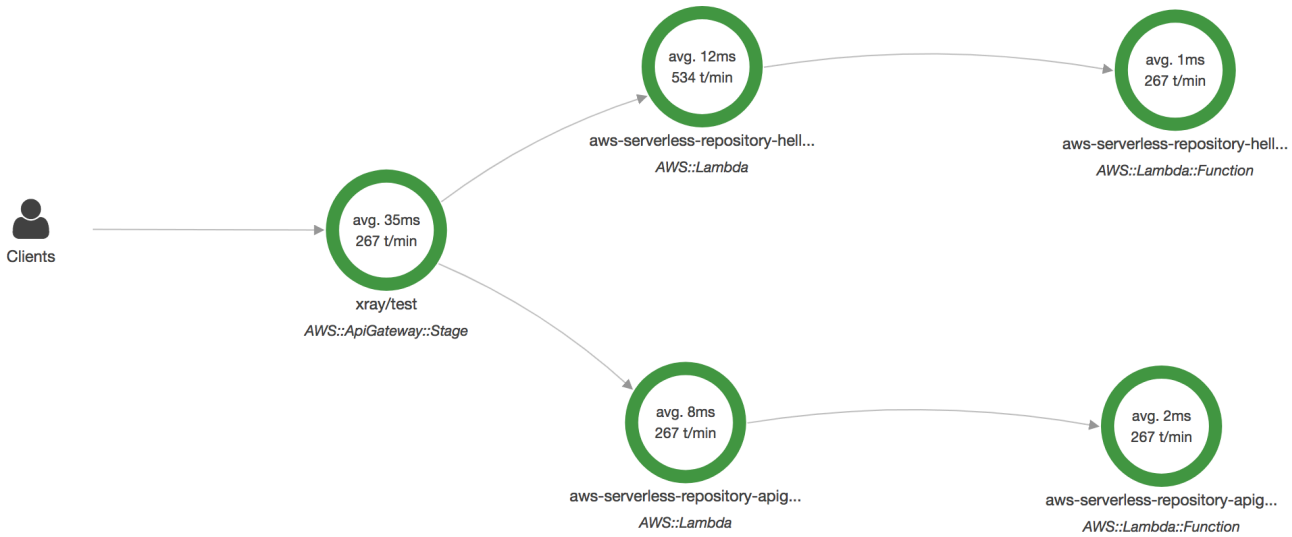 Clients
avg. 35ms
267 t/min
xray/test
AWS::ApiGateway::Stage
avg. 12ms
534 t/min
aws-serverless-repository-hell...
AWS::Lambda
avg. 1ms
267 t/min
aws-serverless-repository-hell...
AWS::Lambda::Function
avg. 8ms
267 t/min
aws-serverless-repository-apig...
AWS::Lambda
avg. 2ms
267 t/min
aws-serverless-repository-apig...
AWS::Lambda::Function